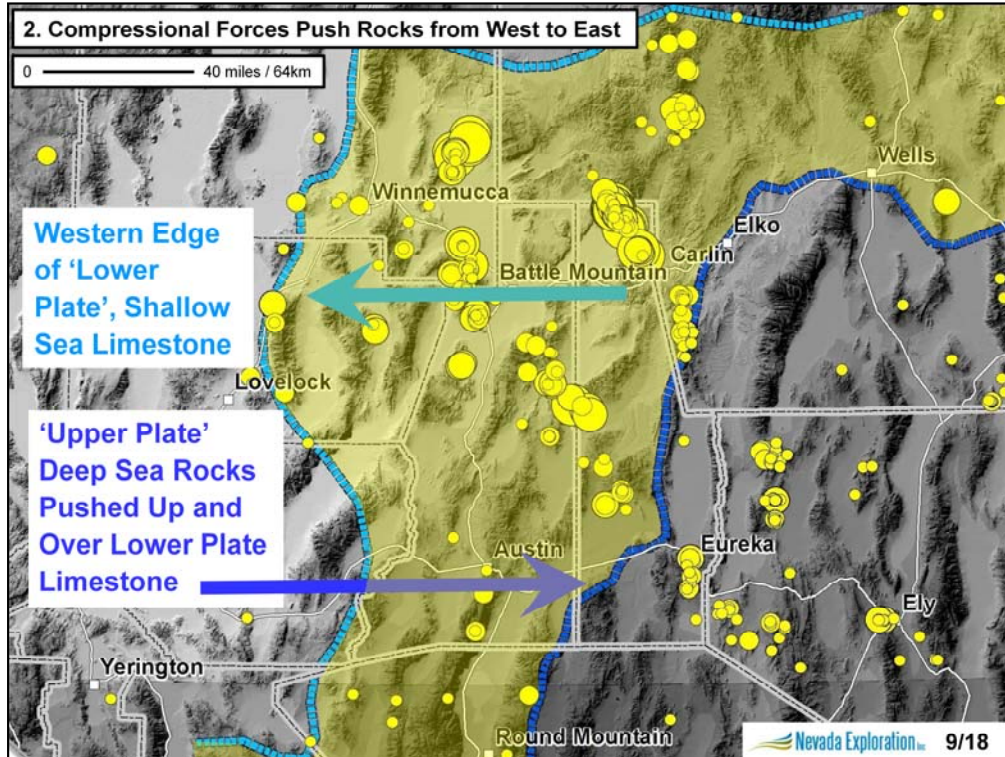 2. Compressional Forces Push Rocks from West to East
0 40 miles / 64km
Wells
Winnemucca
Elko
Western Edge
of ‘Lower
Plate’, Shallow
Sea Limestone
Carlin
Battle Mountain
Lovelock
‘Upper Plate’
Deep Sea Rocks
Pushed Up and
Over Lower Plate
Limestone
Austin
Eureka
Ely
Yerington
Round Mountain
Nevada Exploration Inc
9/18